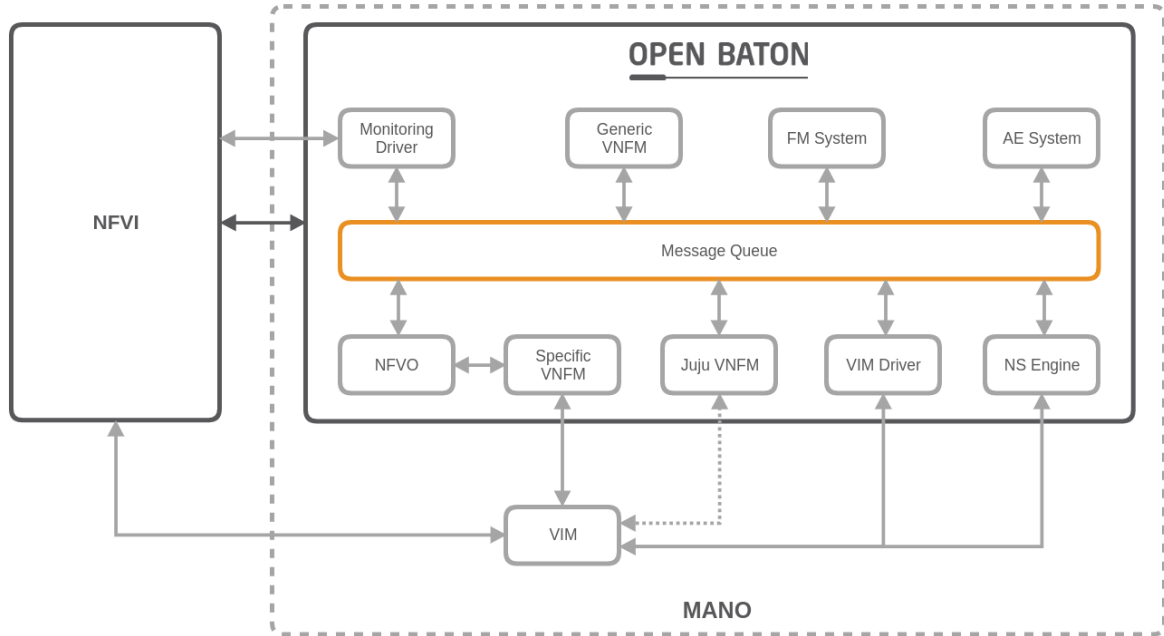 OPEN BATON
Monitoring
Driver
Generic
VNFM
FM System
AE System
NFVI
Message Queue
NFVO
Specific
VNFM
Juju VNFM
VIM Driver
NS Engine
VIM
MANO